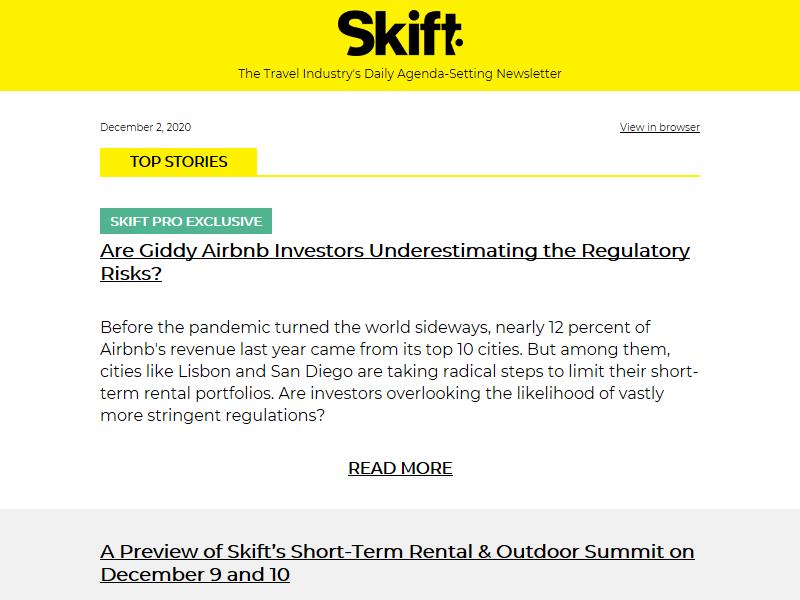 Skift
The Travel Industry's Daily Agenda-Setting Newsletter
December 2, 2020
View in browser
TOP STORIES
SKIFT PRO EXCLUSIVE
Are Giddy Airbnb Investors Underestimating the Regulatory
Risks?
Before the pandemic turned the world sideways, nearly 12 percent of
Airbnb's revenue last year came from its top 10 cities. But among them,
cities like Lisbon and San Diego are taking radical steps to limit their short-
term rental portfolios. Are investors overlooking the likelihood of vastly
more stringent regulations?
READ MORE
A Preview of Skift’s Short-Term Rental & Outdoor Summit on
December 9 and 10